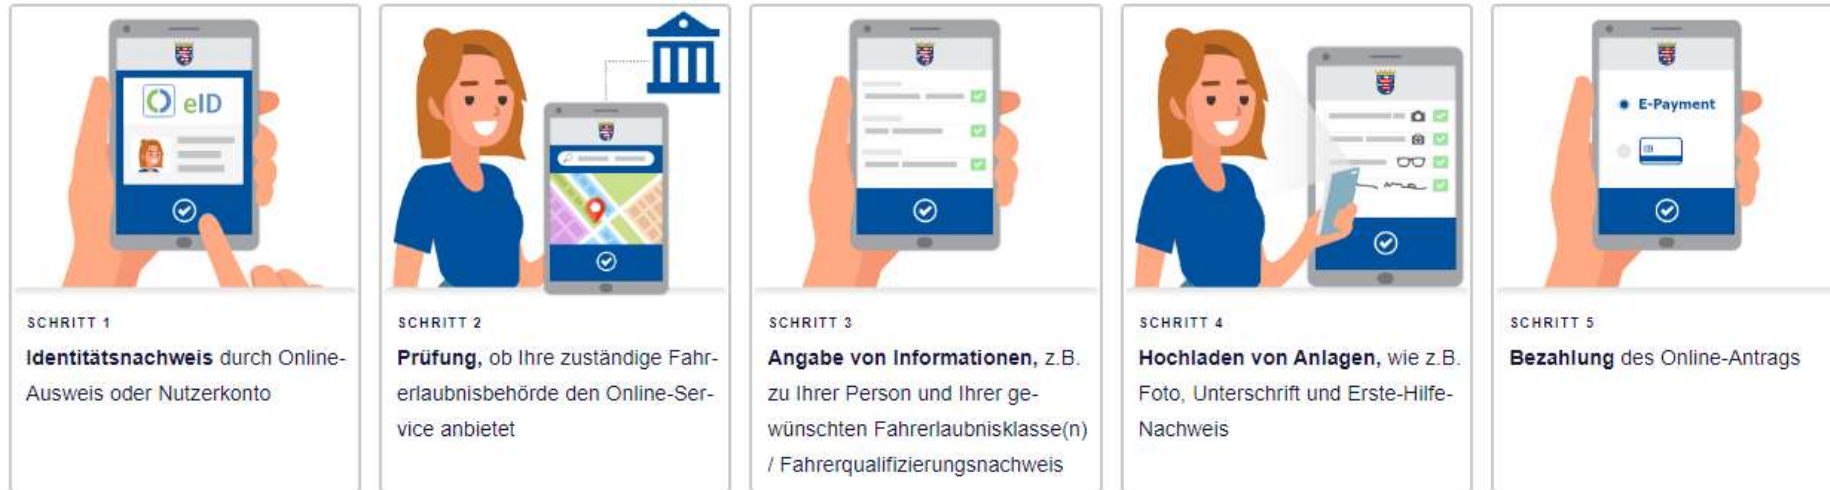 eID
SCHRITT 1
Identitätsnachweis durch Online-
Ausweis oder Nutzerkonto
SCHRITT 2
Prüfung, ob Ihre zuständige Fahr-
erlaubnisbehörde den Online-Ser-
vice anbietet
SCHRITT 3
Angabe von Informationen, z.B.
zu Ihrer Person und Ihrer ge-
wünschten Fahrerlaubnisklasse(n)
/ Fahrerqualifizierungsnachweis
SCHRITT 4
Hochladen von Anlagen, wie z.B.
Foto, Unterschrift und Erste-Hilfe-
Nachweis
E-Payment
SCHRITT 5
Bezahlung des Online-Antrags